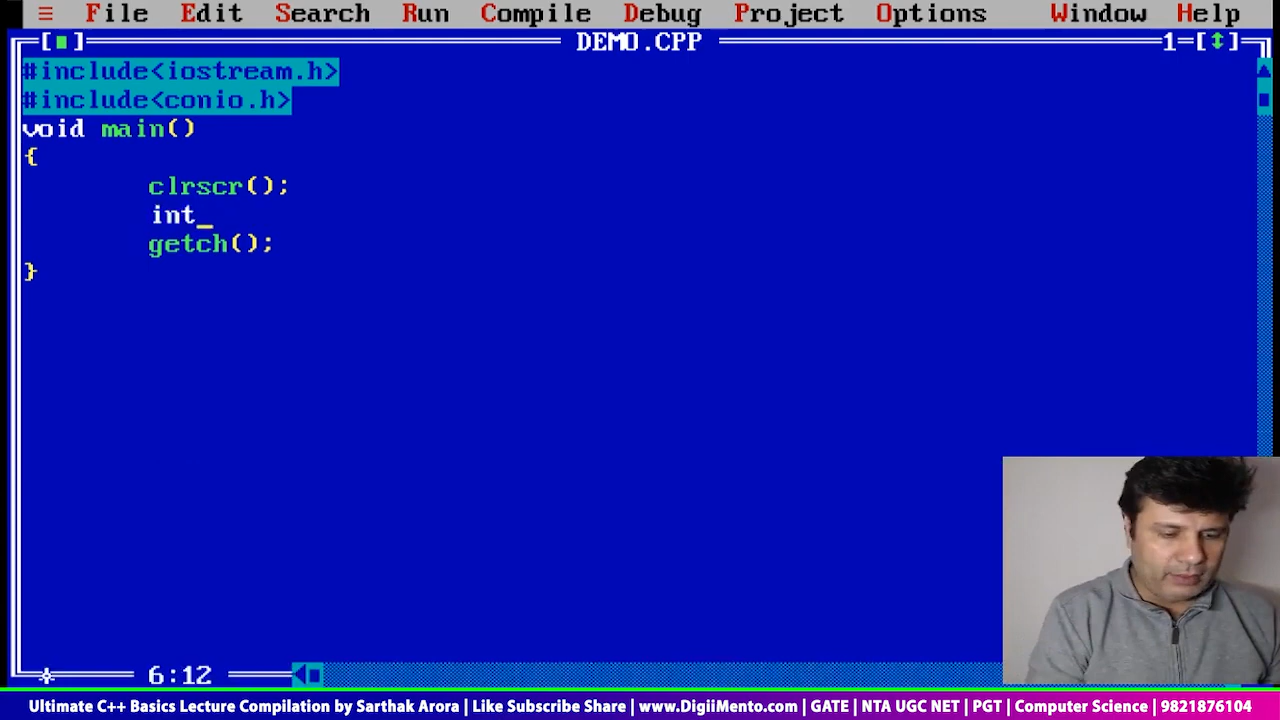 ≡ File Edit Search Run Compile Debug Project Options Window Help
[■] DEMO.CPP 1=[↕]
#include<iostream.h>
#include<conio.h>
void main()
{
clrscr();
int_
getch();
}
6:12
Ultimate C++ Basics Lecture Compilation by Sarthak Arora | Like Subscribe Share | www.DigiiMento.com | GATE | NTA UGC NET | PGT | Computer Science | 9821876104